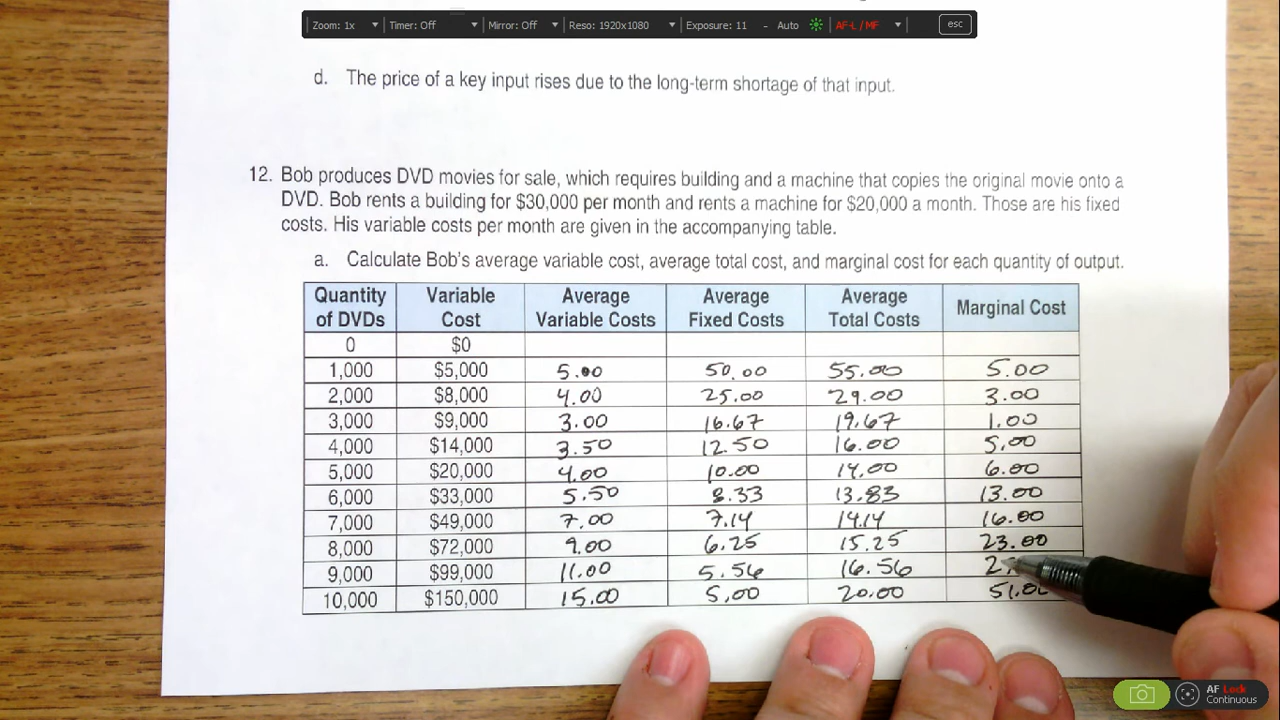 Zoom: 1x Timer: Off Mirror: Off Reso: 1920x1080 Exposure: 11 - Auto AF-L / MF esc
d. The price of a key input rises due to the long-term shortage of that input.
12. Bob produces DVD movies for sale, which requires building and a machine that copies the original movie onto a
DVD. Bob rents a building for $30,000 per month and rents a machine for $20,000 a month. Those are his fixed
costs. His variable costs per month are given in the accompanying table.
a. Calculate Bob's average variable cost, average total cost, and marginal cost for each quantity of output.
Quantity of DVDs Variable Cost Average Variable Costs Average Fixed Costs Average Total Costs Marginal Cost
0 $0
1,000 $5,000 5.00 50.00 55.00 5.00
2,000 $8,000 4.00 25.00 29.00 3.00
3,000 $9,000 3.00 16.67 19.67 1.00
4,000 $14,000 3.50 12.50 16.00 5.00
5,000 $20,000 4.00 10.00 14.00 6.00
6,000 $33,000 5.50 8.33 13.83 13.00
7,000 $49,000 7.00 7.14 14.14 16.00
8,000 $72,000 9.00 6.25 15.25 23.00
9,000 $99,000 11.00 5.56 16.56
10,000 $150,000 15.00 5.00 20.00 51.00
AF Lock
Continuous